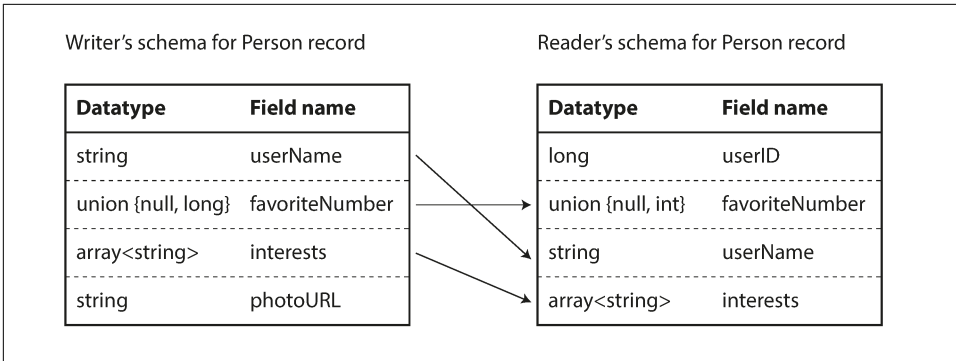 Writer’s schema for Person record
Datatype Field name
string userName
union {null, long} favoriteNumber
array<string> interests
string photoURL
Reader’s schema for Person record
Datatype Field name
long userID
union {null, int} favoriteNumber
string userName
array<string> interests